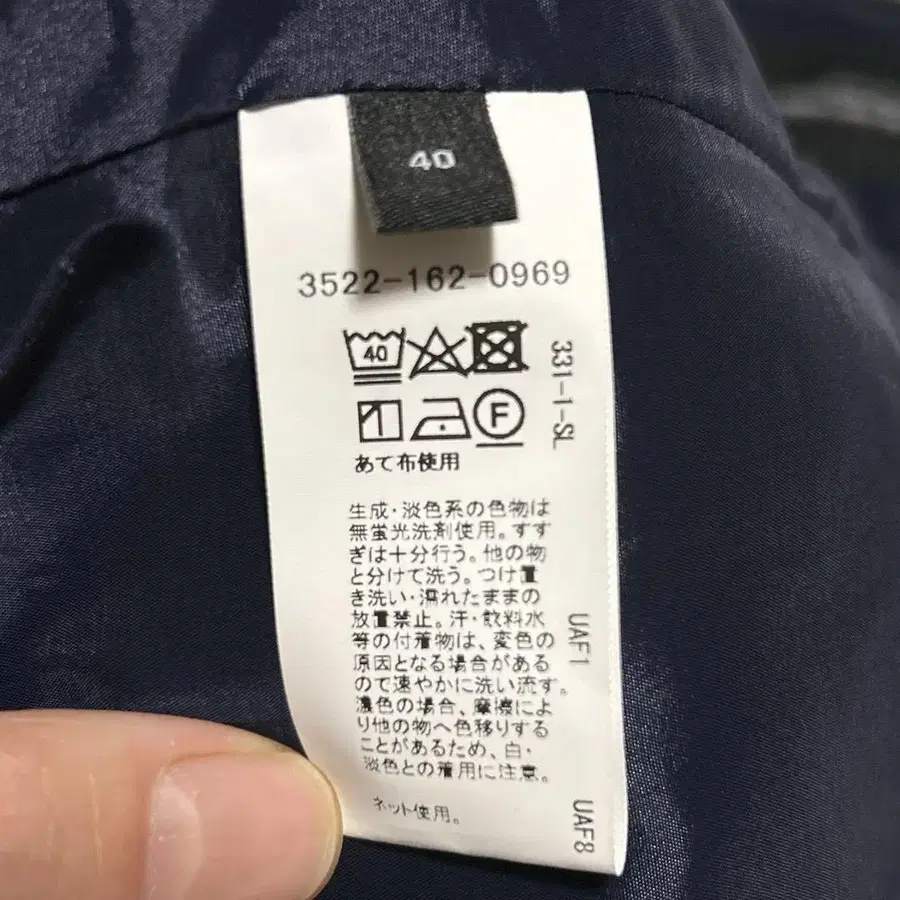 40
3522-162-0969
40
F
331-1-SL
あて布使用
生成・淡色系の色物は
無蛍光洗剤使用。すす
ぎは十分行う。他の物
と分けて洗う。つけ置
き洗い・濡れたままの
放置禁止。汗・飲料水
等の付着物は、変色の
原因となる場合がある
ので速やかに洗い流す。
濃色の場合、摩擦によ
り他の物へ色移りする
ことがあるため、白・
淡色との着用に注意。
ネット使用。
UAF1
UAF8